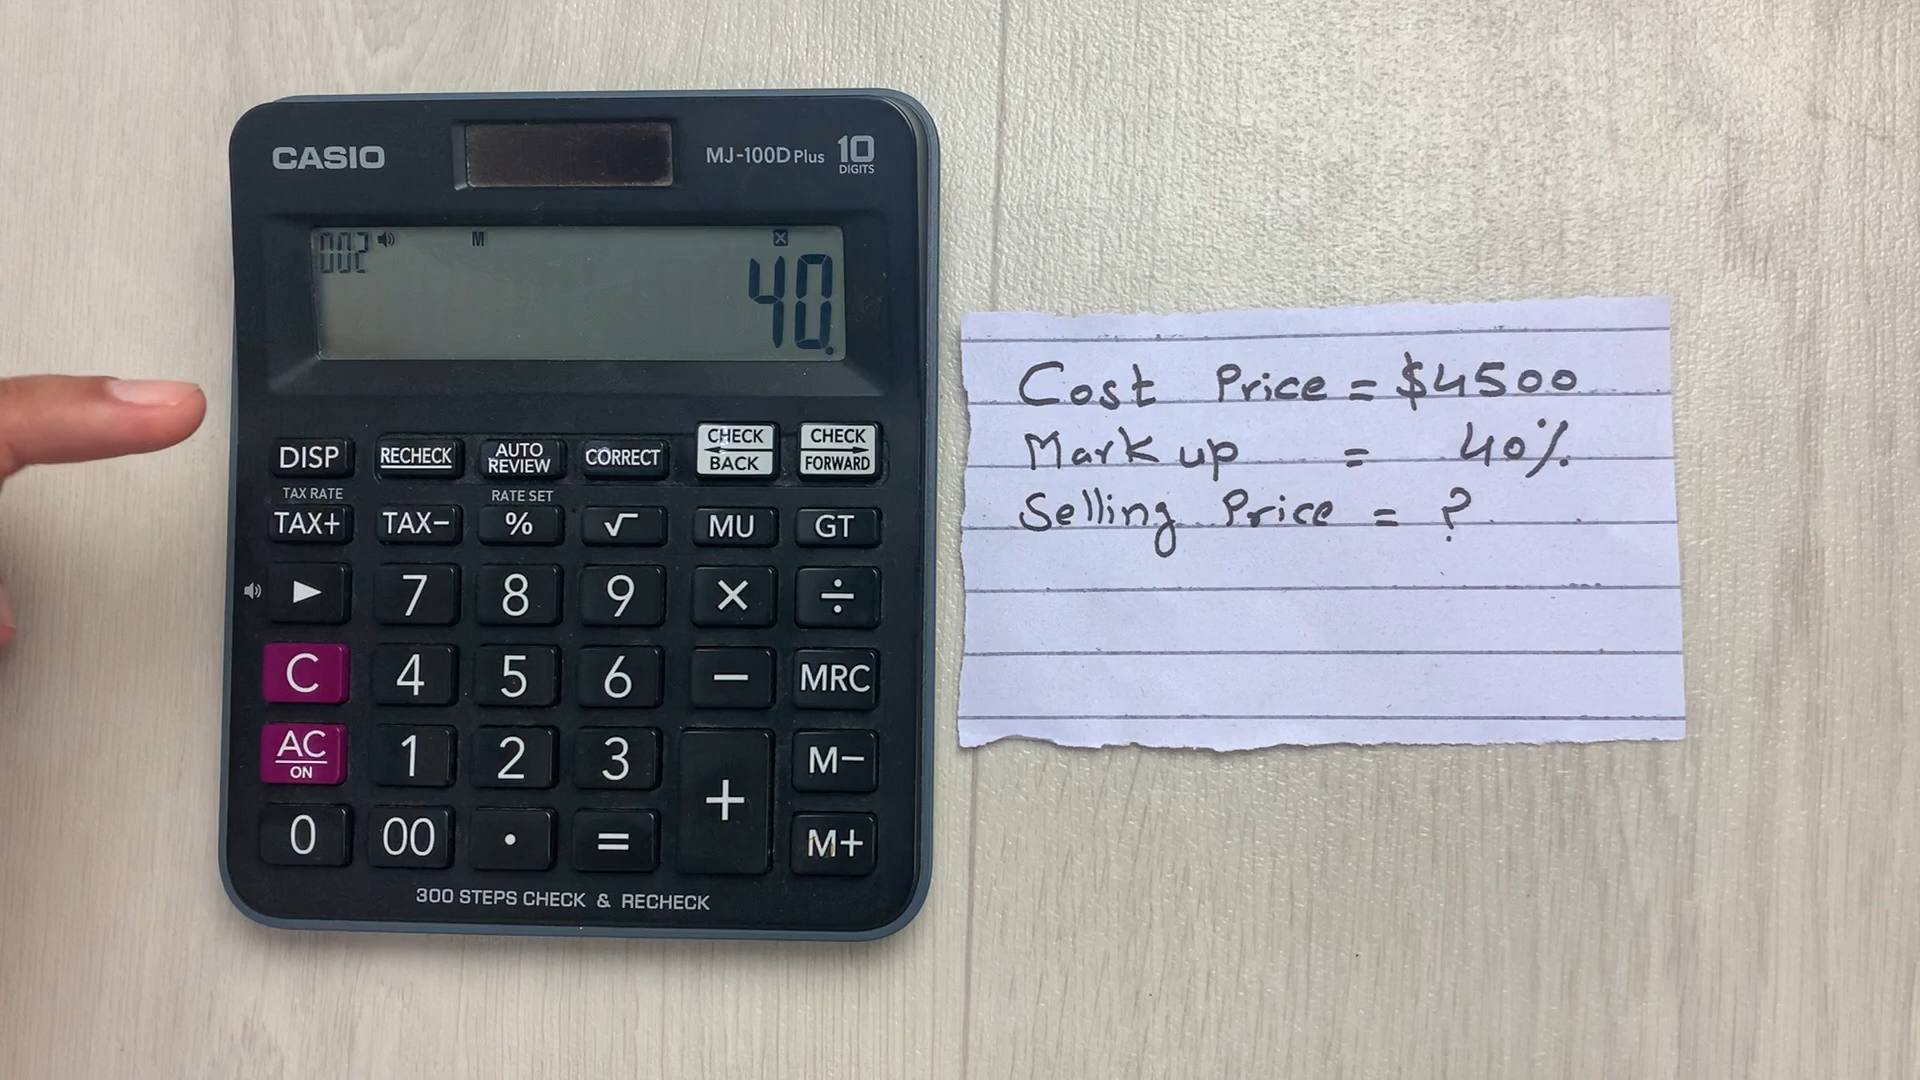 CASIO
MJ-100D Plus 10 DIGITS
002 M
40.
DISP RECHECK AUTO REVIEW CORRECT CHECK BACK CHECK FORWARD
TAX RATE RATE SET
TAX+ TAX− % √ MU GT
▶ 7 8 9 × ÷
C 4 5 6 − MRC
AC ON 1 2 3 + M−
0 00 · = M+
300 STEPS CHECK & RECHECK
Cost Price = $4500
Mark up = 40%
Selling Price = ?